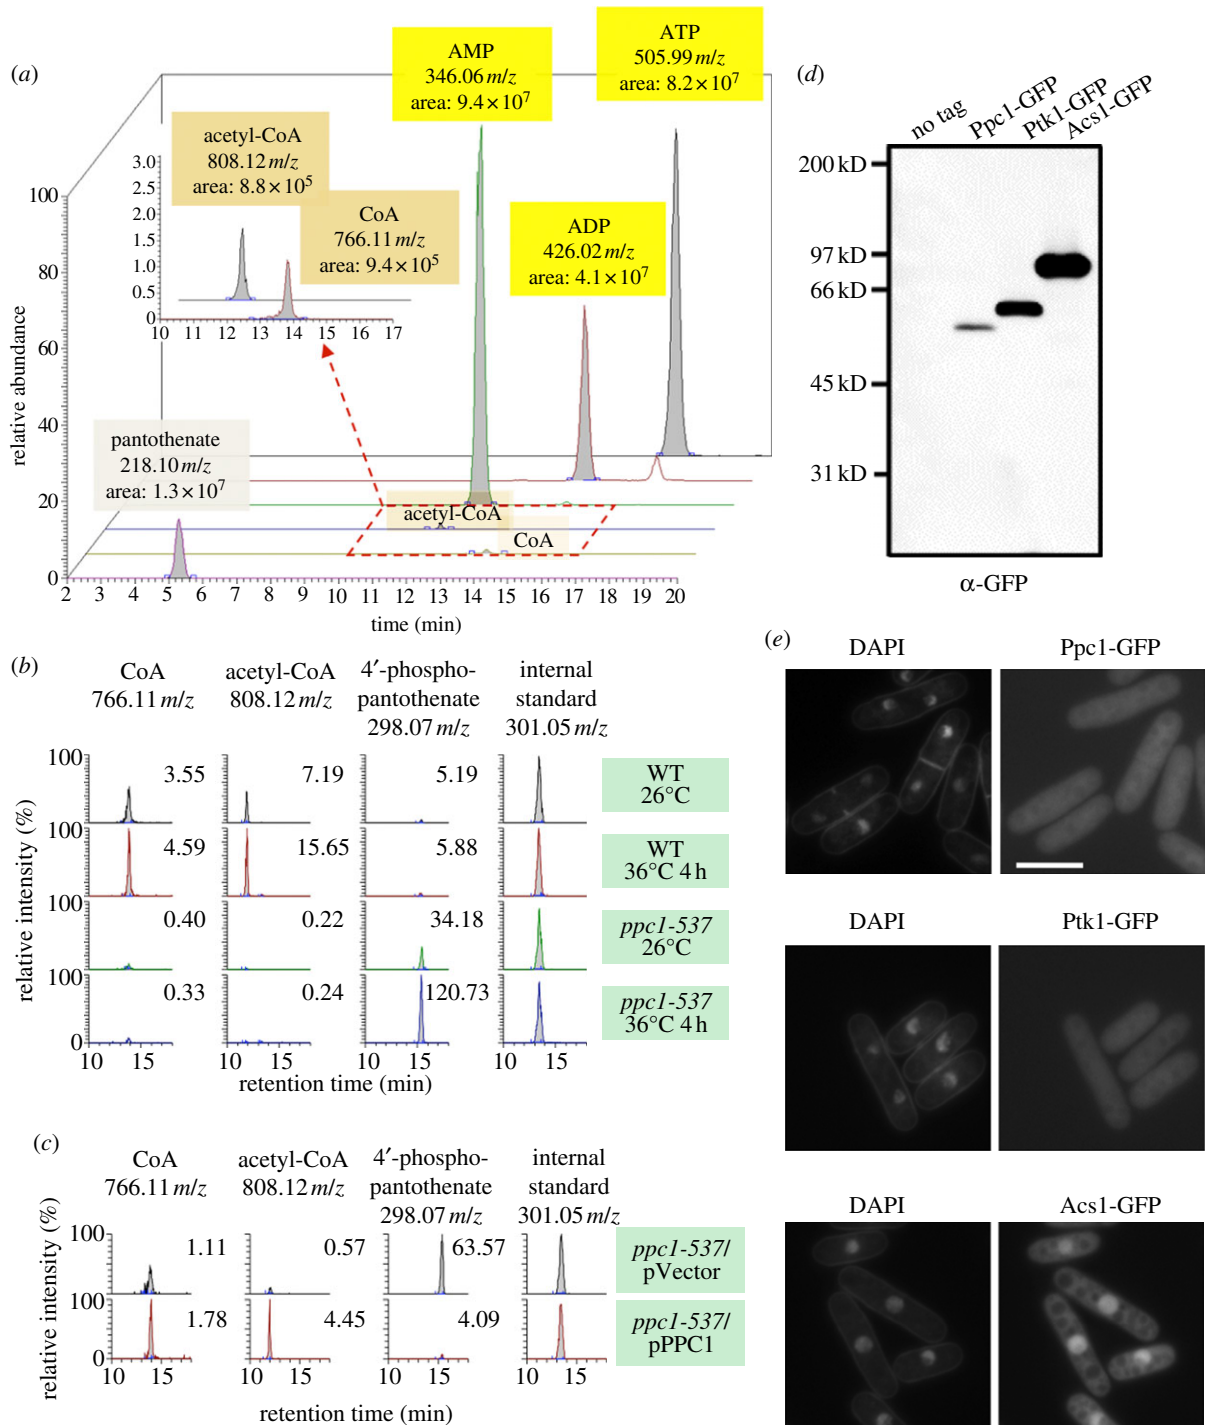 (a)
AMP
346.06 m/z
area: 9.4 × 10⁷
ATP
505.99 m/z
area: 8.2 × 10⁷
acetyl-CoA
808.12 m/z
area: 8.8 × 10⁵
CoA
766.11 m/z
area: 9.4 × 10⁵
ADP
426.02 m/z
area: 4.1 × 10⁷
3.0
2.5
2.0
1.5
1.0
0.5
0
10 11 12 13 14 15 16 17
pantothenate
218.10 m/z
area: 1.3 × 10⁷
acetyl-CoA
CoA
relative abundance
100
80
60
40
20
0
2 3 4 5 6 7 8 9 10 11 12 13 14 15 16 17 18 19 20
time (min)
(b)
CoA
766.11 m/z
acetyl-CoA
808.12 m/z
4′-phospho-
pantothenate
298.07 m/z
internal
standard
301.05 m/z
relative intensity (%)
100 3.55 7.19 5.19
WT
26°C
100 4.59 15.65 5.88
WT
36°C 4 h
100 0.40 0.22 34.18
ppc1-537
26°C
100 0.33 0.24 120.73
ppc1-537
36°C 4 h
0
10 15 10 15 10 15 10 15
retention time (min)
(c)
CoA
766.11 m/z
acetyl-CoA
808.12 m/z
4′-phospho-
pantothenate
298.07 m/z
internal
standard
301.05 m/z
relative intensity (%)
100 1.11 0.57 63.57
ppc1-537/
pVector
100 1.78 4.45 4.09
ppc1-537/
pPPC1
0
10 15 10 15 10 15 10 15
retention time (min)
(d)
no tag
Ppc1-GFP
Ptk1-GFP
Acs1-GFP
200 kD
97 kD
66 kD
45 kD
31 kD
α-GFP
(e)
DAPI Ppc1-GFP
DAPI Ptk1-GFP
DAPI Acs1-GFP